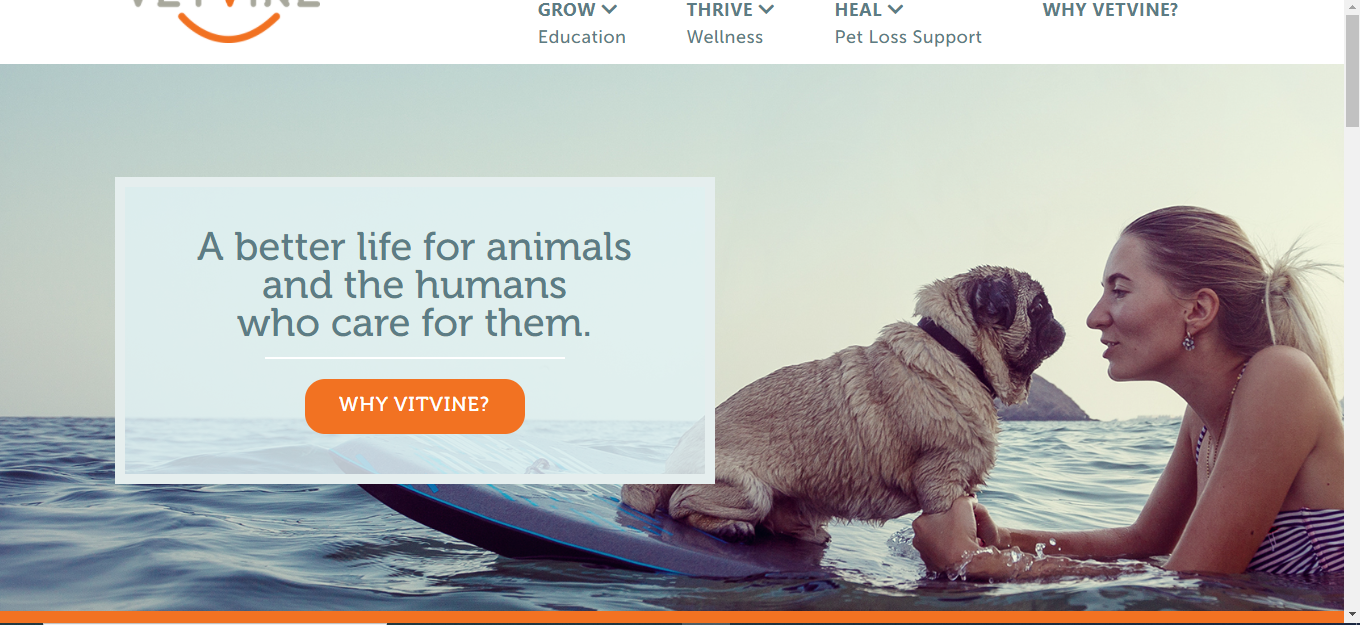 VETVINE
GROW THRIVE HEAL WHY VETVINE?
Education Wellness Pet Loss Support
A better life for animals
and the humans
who care for them.
WHY VITVINE?